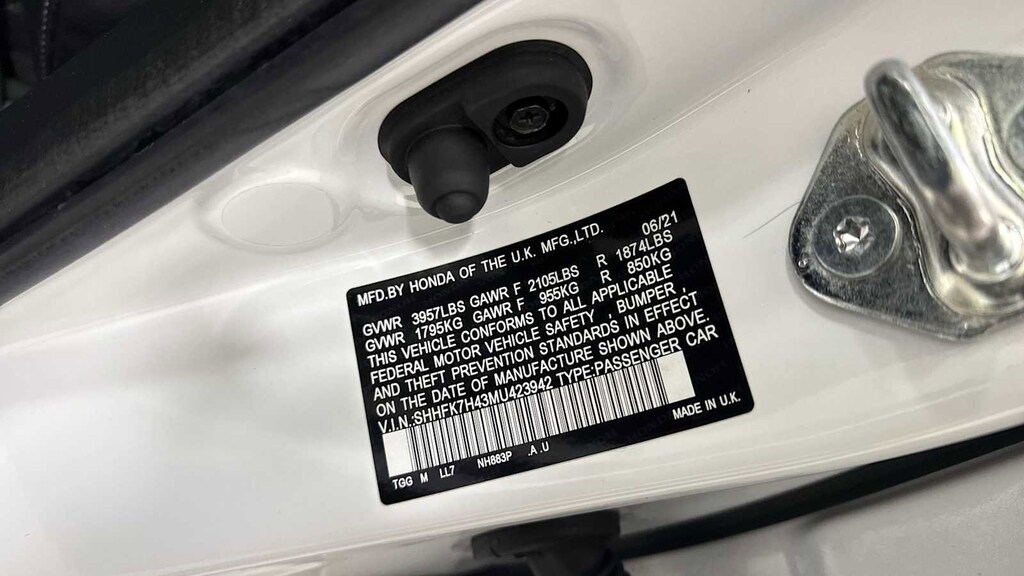 MFD.BY HONDA OF THE U.K. MFG.,LTD. 06/21
GVWR 3957LBS GAWR F 2105LBS R 1874LBS
GVWR 1795KG GAWR F 955KG R 850KG
THIS VEHICLE CONFORMS TO ALL APPLICABLE
FEDERAL MOTOR VEHICLE SAFETY , BUMPER ,
AND THEFT PREVENTION STANDARDS IN EFFECT
ON THE DATE OF MANUFACTURE SHOWN ABOVE.
V.I.N.:SHHFK7H43MU423942 TYPE:PASSENGER CAR
TGG M LL7 NH883P .A .U MADE IN U.K.